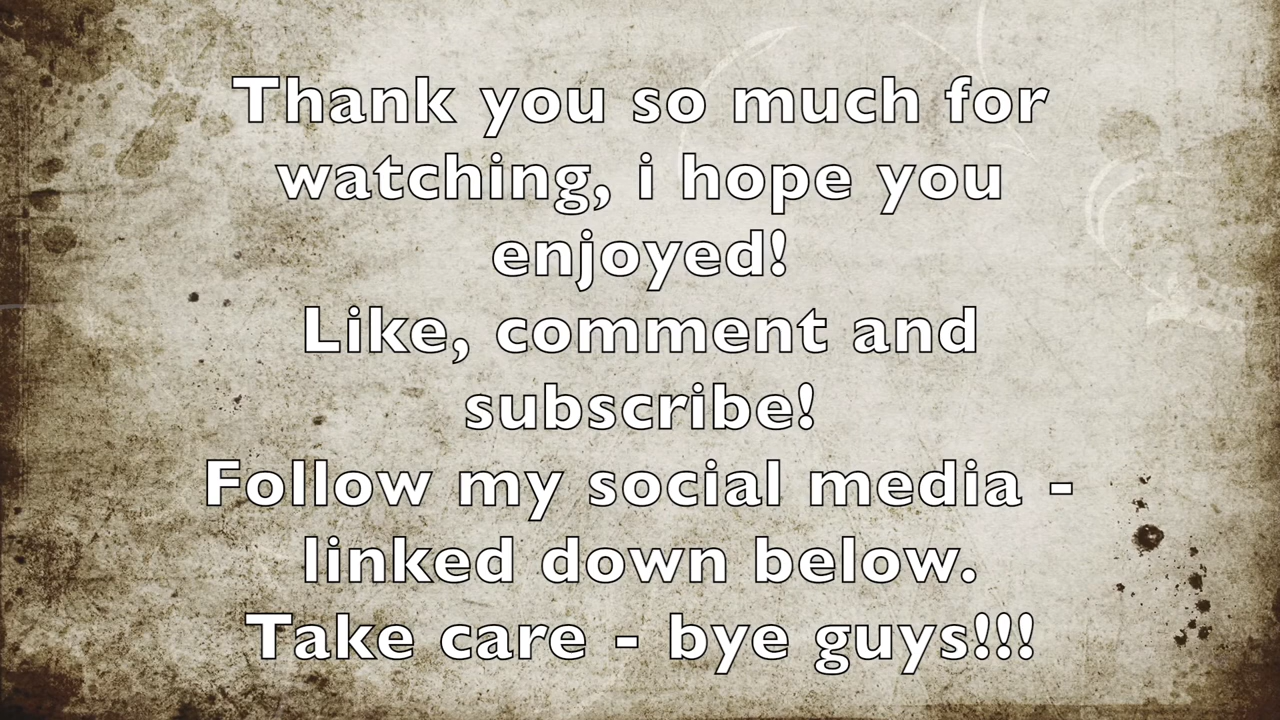 Thank you so much for
watching, i hope you
enjoyed!
Like, comment and
subscribe!
Follow my social media -
linked down below.
Take care - bye guys!!!